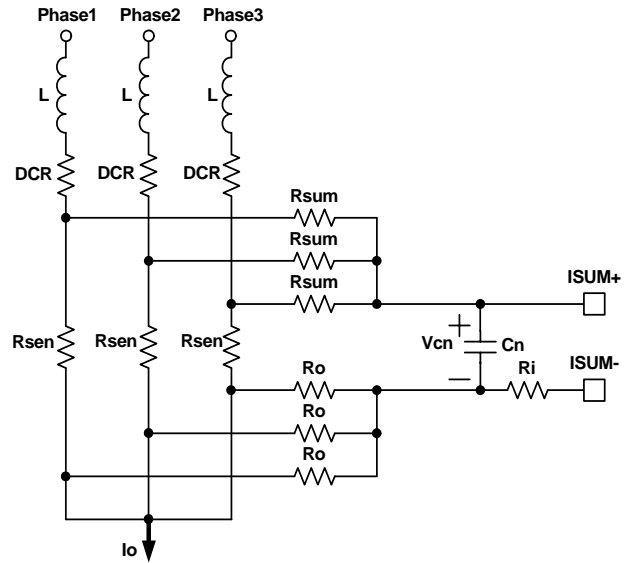 Phase1 Phase2 Phase3
L L L
DCR DCR DCR
Rsum
Rsum
Rsum
ISUM+
Rsen Rsen Rsen
+
Vcn Cn
−
Ro
Ri
ISUM-
Ro
Ro
Io